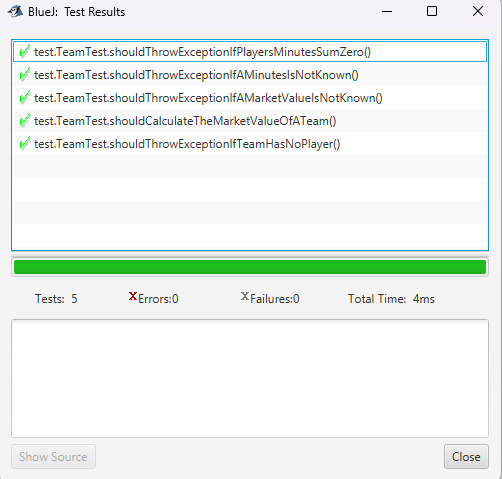 BlueJ: Test Results
test.TeamTest.shouldThrowExceptionIfPlayersMinutesSumZero()
test.TeamTest.shouldThrowExceptionIfAMinutesIsNotKnown()
test.TeamTest.shouldThrowExceptionIfAMarketValueIsNotKnown()
test.TeamTest.shouldCalculateTheMarketValueOfATeam()
test.TeamTest.shouldThrowExceptionIfTeamHasNoPlayer()
Tests: 5 Errors:0 Failures:0 Total Time: 4ms
Show Source Close